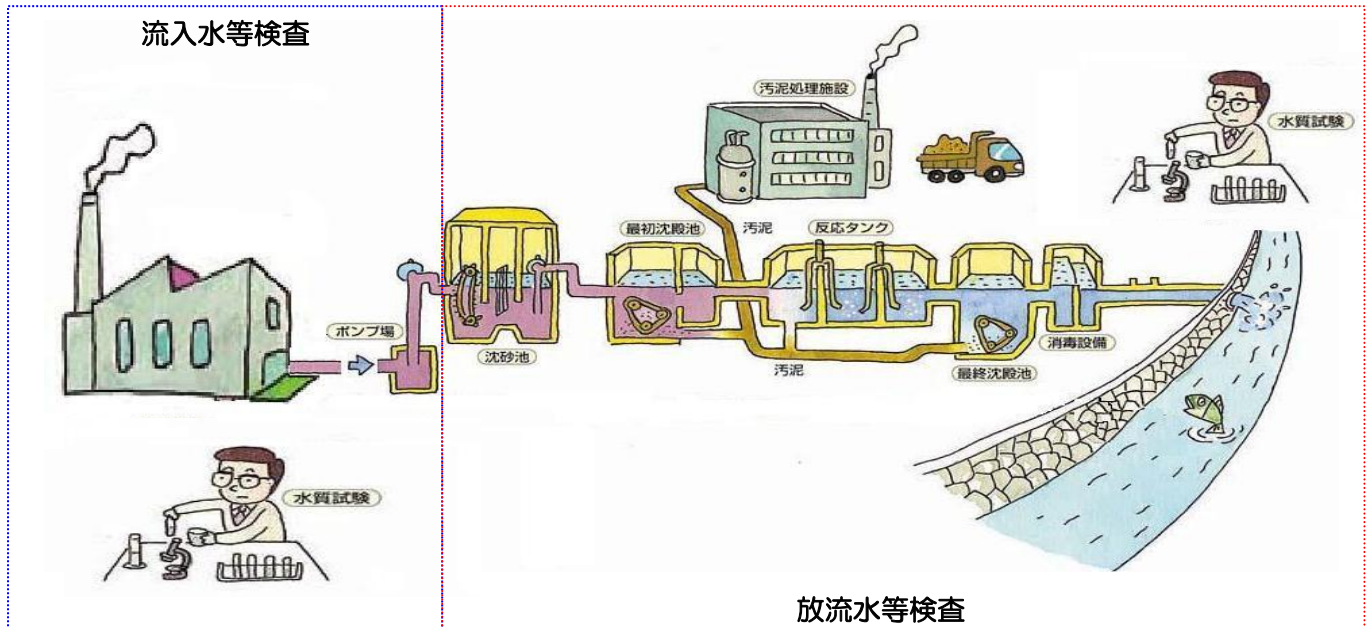 流入水等検査
汚泥処理施設
水質試験
最初沈殿池
汚泥
反応タンク
ポンプ場
沈砂池
汚泥
最終沈殿池
消毒設備
水質試験
放流水等検査